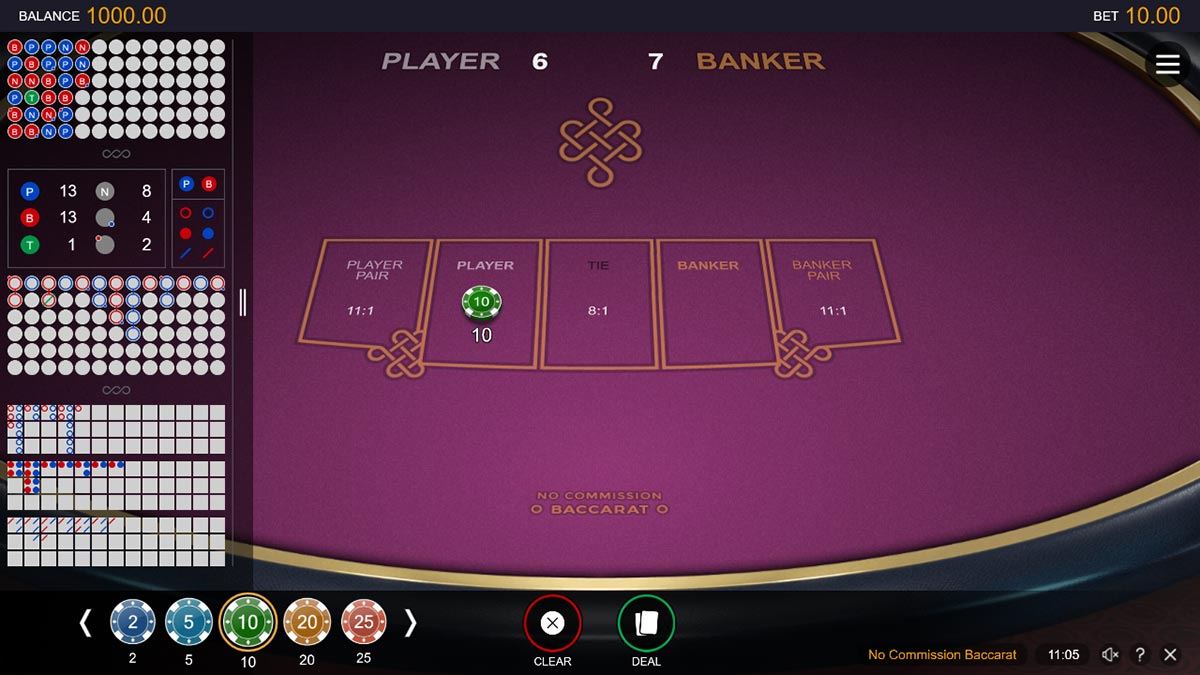 BALANCE 1000.00
BET 10.00
PLAYER 6 7 BANKER
B P P N N
P B P P N
N N B P B
P T B B
B N N P
B B N P
P 13 N 8
B 13 4
T 1 2
P B
PLAYER PAIR
11:1
PLAYER
10
10
TIE
8:1
BANKER
BANKER PAIR
11:1
NO COMMISSION
BACCARAT
2 5 10 20 25
2 5 10 20 25
CLEAR
DEAL
No Commission Baccarat
11:05
?